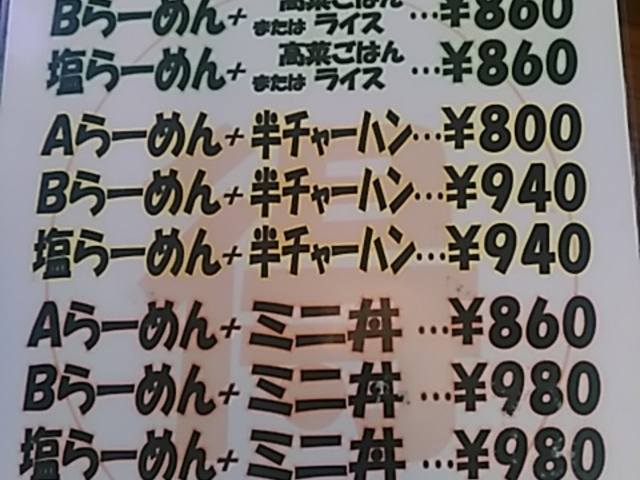 Bらーめん+ 高菜ごはん または ライス …¥860
塩らーめん+ 高菜ごはん または ライス …¥860
Aらーめん+半チャーハン…¥800
Bらーめん+半チャーハン…¥940
塩らーめん+半チャーハン…¥940
Aらーめん+ミニ丼…¥860
Bらーめん+ミニ丼…¥980
塩らーめん+ミニ丼…¥980